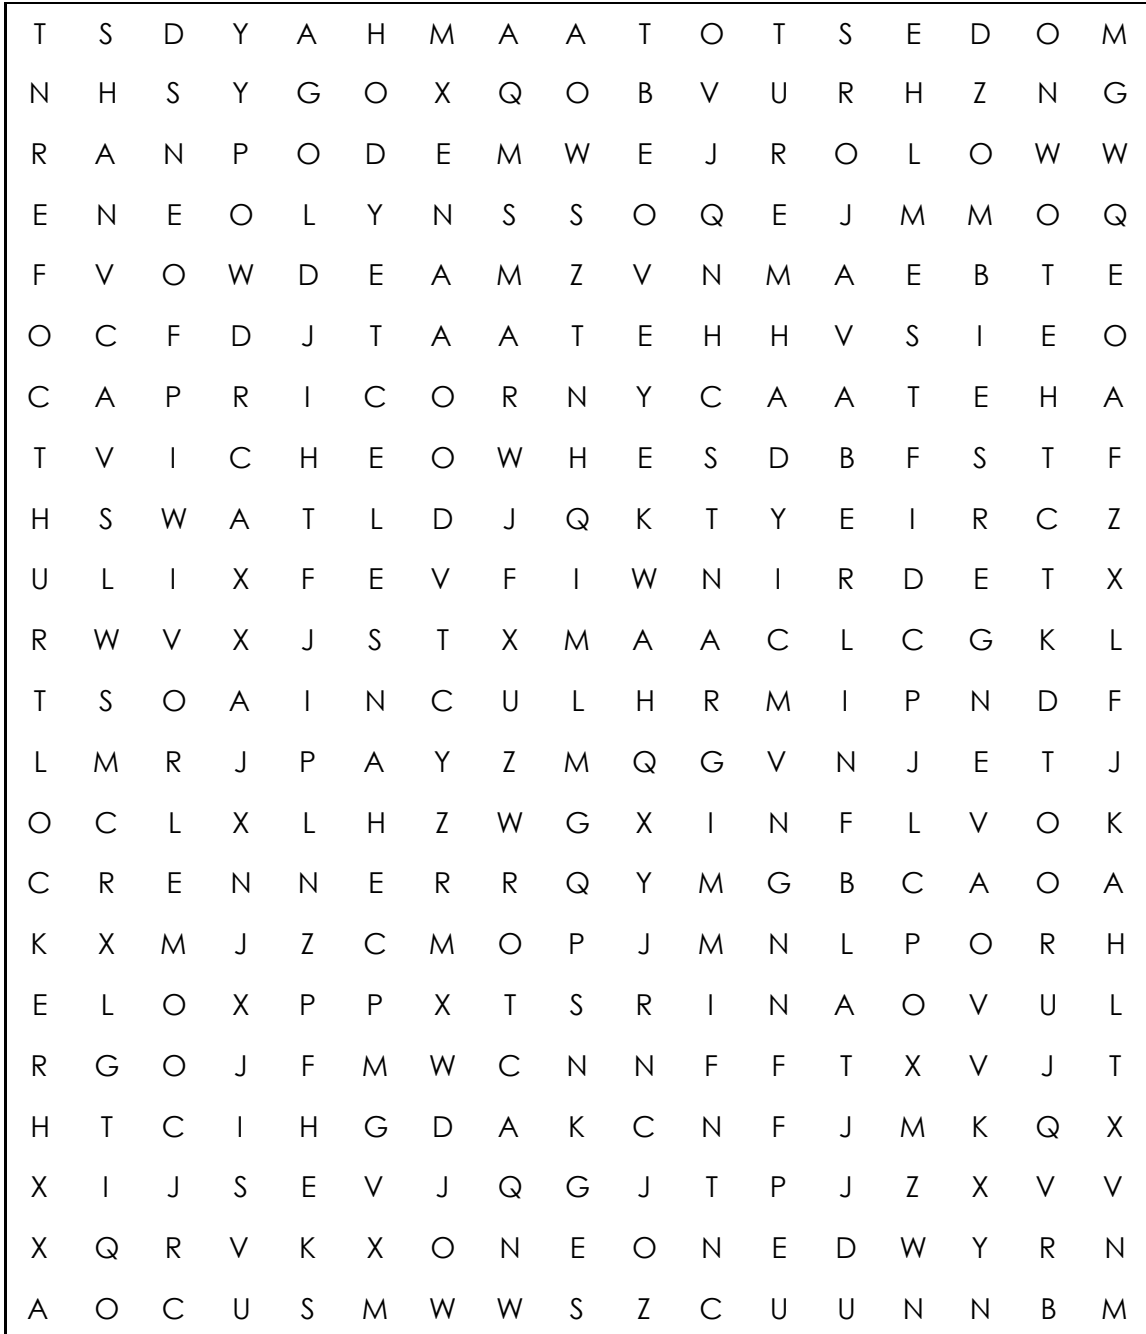 T S D Y A H M A A T O T S E D O M
N H S Y G O X Q O B V U R H Z N G
R A N P O D E M W E J R O L O W W
E N E O L Y N S S O Q E J M M O Q
F V O W D E A M Z V N M A E B T E
O C F D J T A A T E H H V S I E O
C A P R I C O R N Y C A A T E H A
T V I C H E O W H E S D B F S T F
H S W A T L D J Q K T Y E I R C Z
U L I X F E V F I W N I R D E T X
R W V X J S T X M A A C L C G K L
T S O A I N C U L H R M I P N D F
L M R J P A Y Z M Q G V N J E T J
O C L X L H Z W G X I N F L V O K
C R E N N E R R Q Y M G B C A O A
K X M J Z C M O P J M N L P O R H
E L O X P P X T S R I N A O V U L
R G O J F M W C N N F F T X V J T
H T C I H G D A K C N F J M K Q X
X I J S E V J Q G J T P J Z X V V
X Q R V K X O N E O N E D W Y R N
A O C U S M W W S Z C U U N N B M